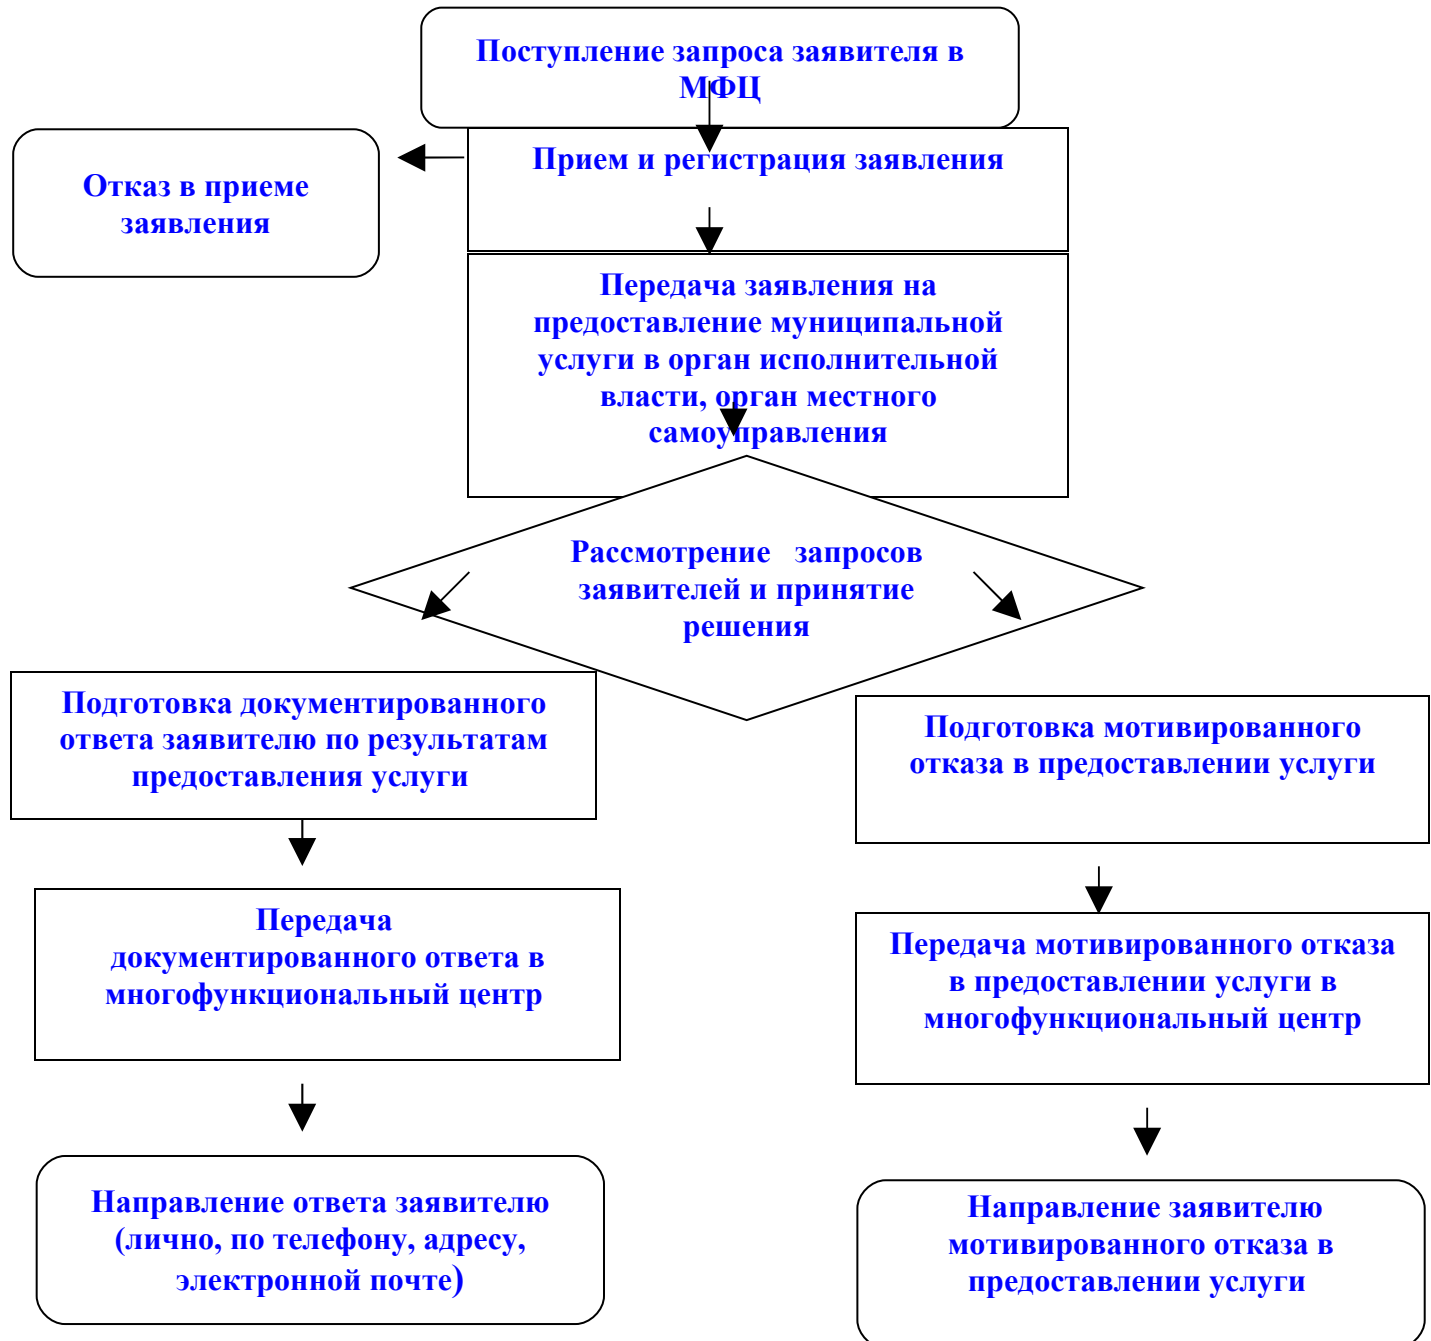 Поступление запроса заявителя в
МФЦ
Прием и регистрация заявления
Отказ в приеме
заявления
Передача заявления на
предоставление муниципальной
услуги в орган исполнительной
власти, орган местного
самоуправления
Рассмотрение запросов
заявителей и принятие
решения
Подготовка документированного
ответа заявителю по результатам
предоставления услуги
Подготовка мотивированного
отказа в предоставлении услуги
Передача
документированного ответа в
многофункциональный центр
Передача мотивированного отказа
в предоставлении услуги в
многофункциональный центр
Направление ответа заявителю
(лично, по телефону, адресу,
электронной почте)
Направление заявителю
мотивированного отказа в
предоставлении услуги